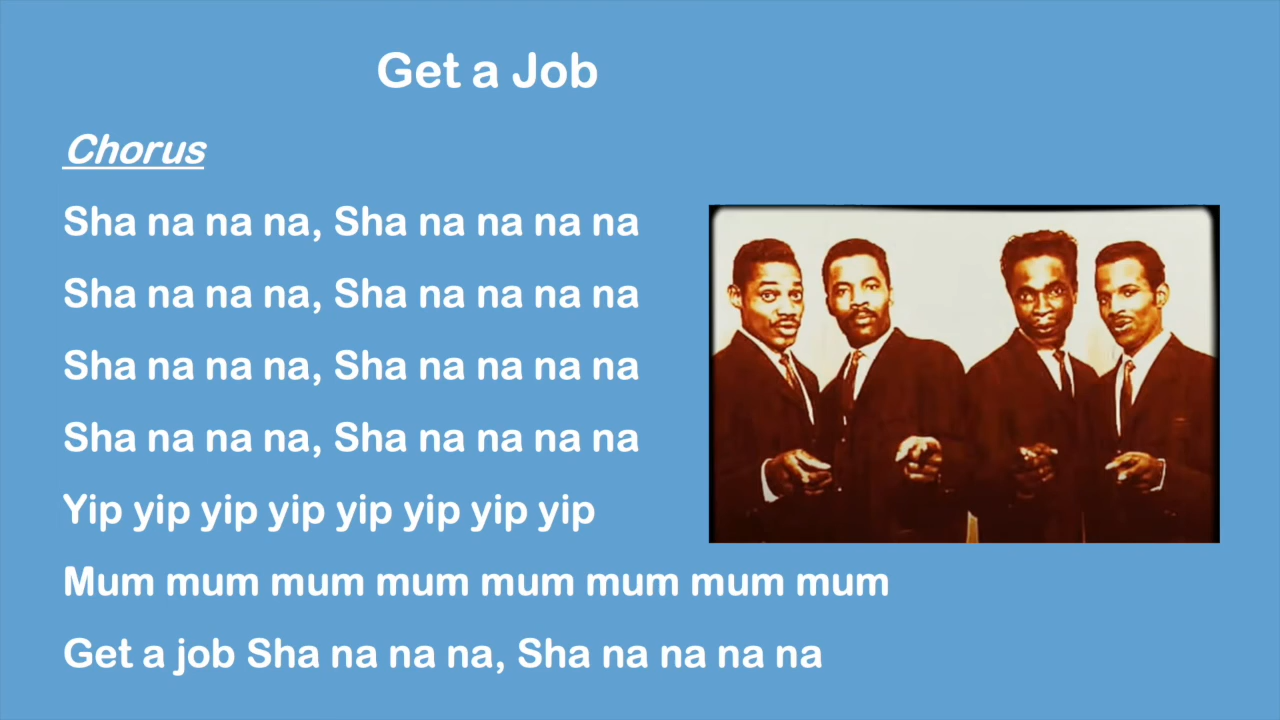 Get a Job
Chorus
Sha na na na, Sha na na na na
Sha na na na, Sha na na na na
Sha na na na, Sha na na na na
Sha na na na, Sha na na na na
Yip yip yip yip yip yip yip yip
Mum mum mum mum mum mum mum mum
Get a job Sha na na na, Sha na na na na